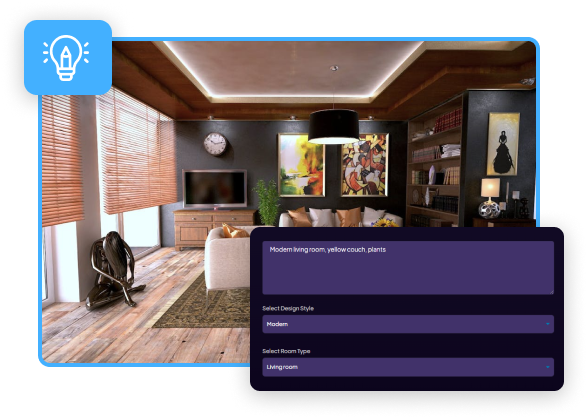 Modern living room, yellow couch, plants
Select Design Style
Modern
Select Room Type
Living room